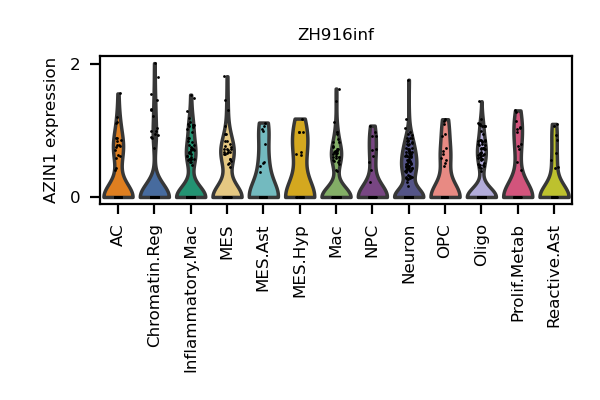 ZH916inf
AZIN1 expression
2
0
AC
Chromatin.Reg
Inflammatory.Mac
MES
MES.Ast
MES.Hyp
Mac
NPC
Neuron
OPC
Oligo
Prolif.Metab
Reactive.Ast